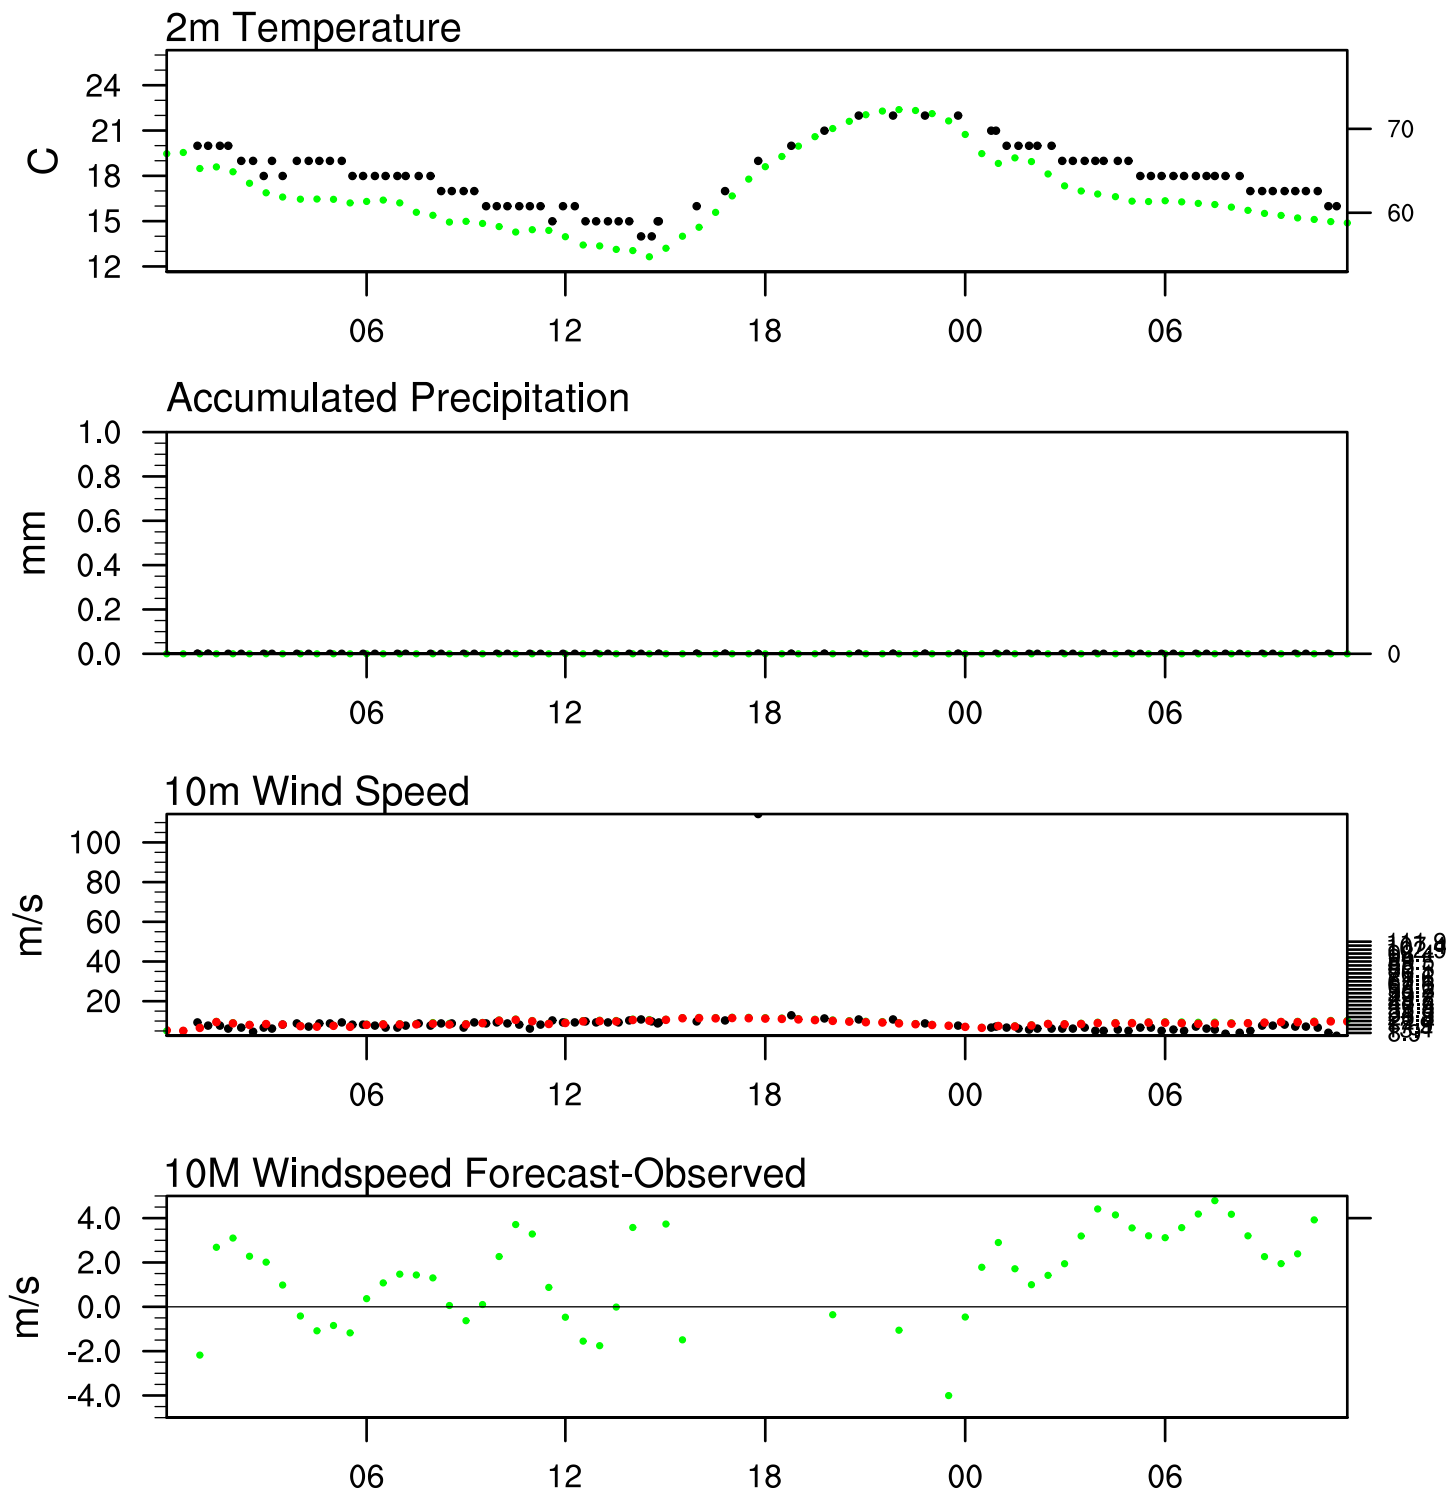 2m Temperature
24
21
18
15
12
C
70
60
06 12 18 00 06
Accumulated Precipitation
1.0
0.8
0.6
0.4
0.2
0.0
mm
0
06 12 18 00 06
10m Wind Speed
100
80
60
40
20
m/s
06 12 18 00 06
10M Windspeed Forecast-Observed
4.0
2.0
0.0
-2.0
-4.0
m/s
06 12 18 00 06